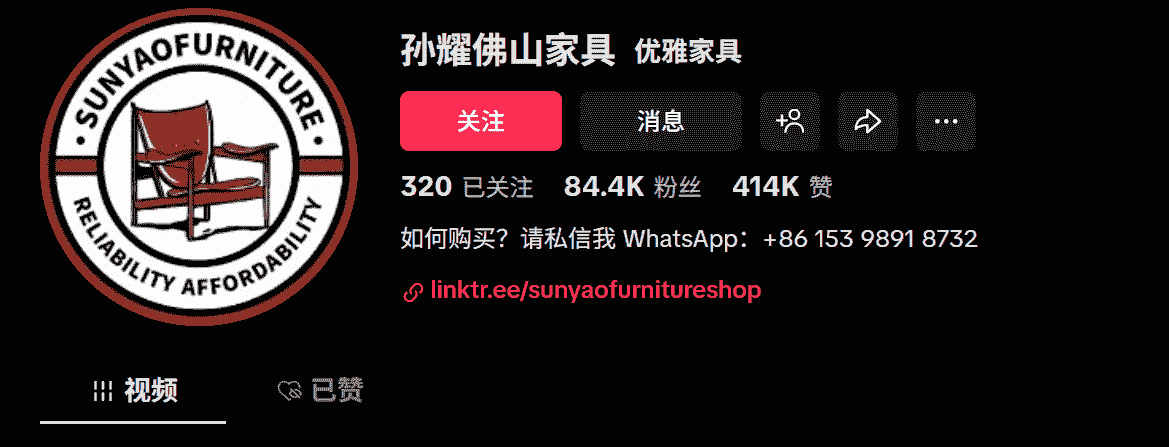 SUNYAOFURNITURE
RELIABILITY AFFORDABILITY
孙耀佛山家具 优雅家具
关注 消息
320 已关注 84.4K 粉丝 414K 赞
如何购买？请私信我 WhatsApp：+86 153 9891 8732
linktr.ee/sunyaofurnitureshop
视频 已赞